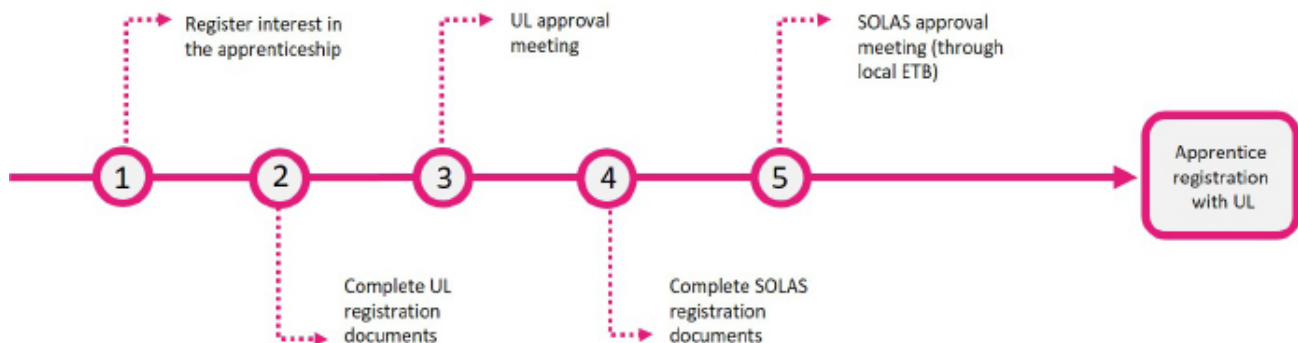 Register interest in
the apprenticeship
UL approval
meeting
SOLAS approval
meeting (through
local ETB)
1
2
3
4
5
Apprentice
registration
with UL
Complete UL
registration
documents
Complete SOLAS
registration
documents